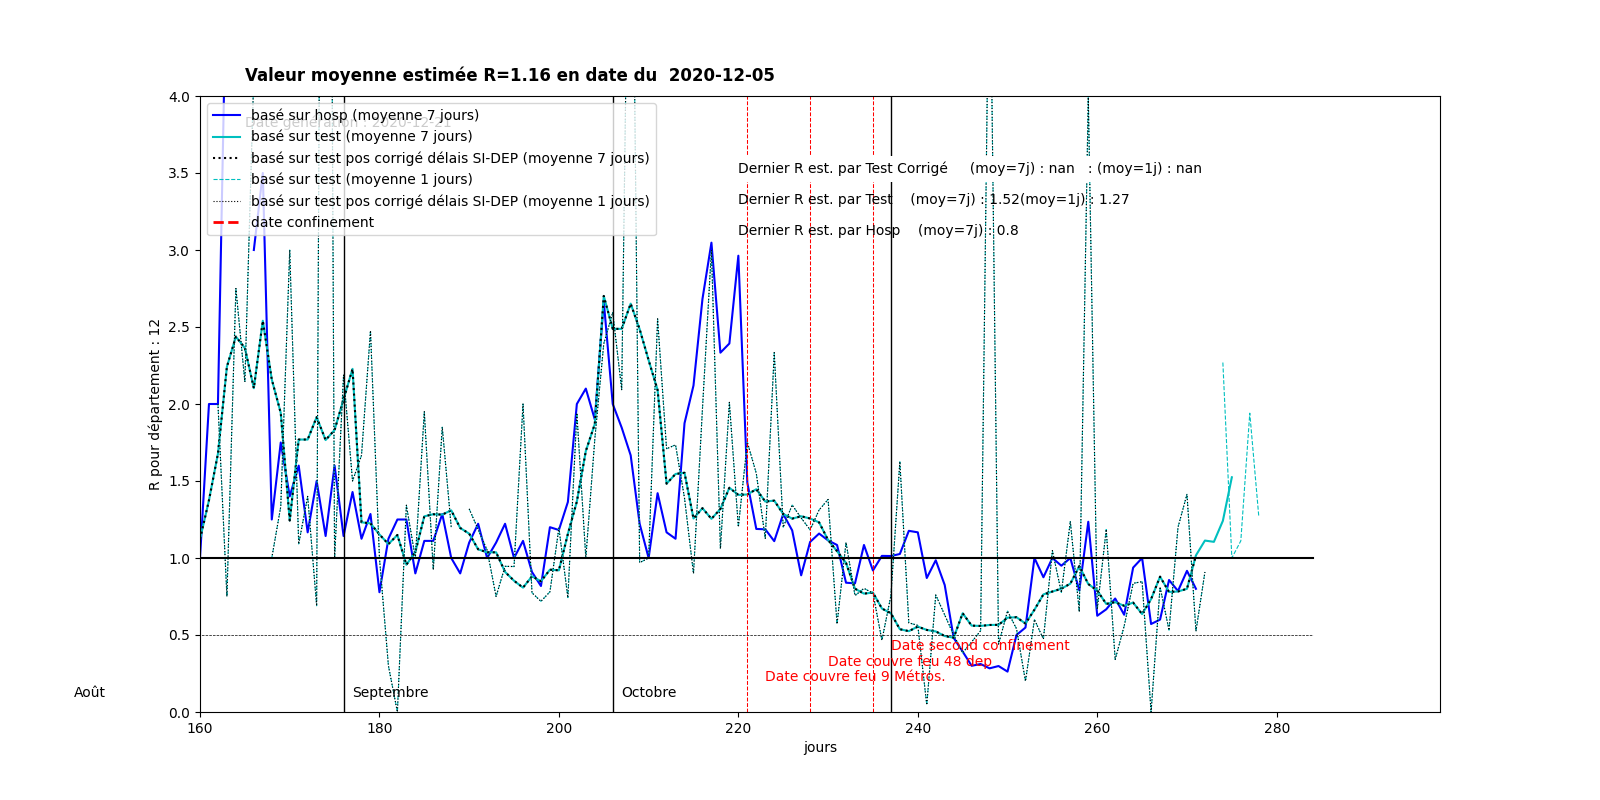 Valeur moyenne estimée R=1.16 en date du  2020-12-05
4.0
3.5
3.0
2.5
2.0
1.5
1.0
0.5
0.0
R pour département : 12
basé sur hosp (moyenne 7 jours)
Date génération : 2020-12-21
basé sur test (moyenne 7 jours)
basé sur test pos corrigé délais SI-DEP (moyenne 7 jours)
basé sur test (moyenne 1 jours)
basé sur test pos corrigé délais SI-DEP (moyenne 1 jours)
date confinement
Dernier R est. par Test Corrigé     (moy=7j) : nan   : (moy=1j) : nan
Dernier R est. par Test    (moy=7j) : 1.52(moy=1j) : 1.27
Dernier R est. par Hosp    (moy=7j) : 0.8
Date second confinement
Date couvre feu 48 dep
Date couvre feu 9 Métros.
Août
Septembre
Octobre
160 180 200 220 240 260 280
jours